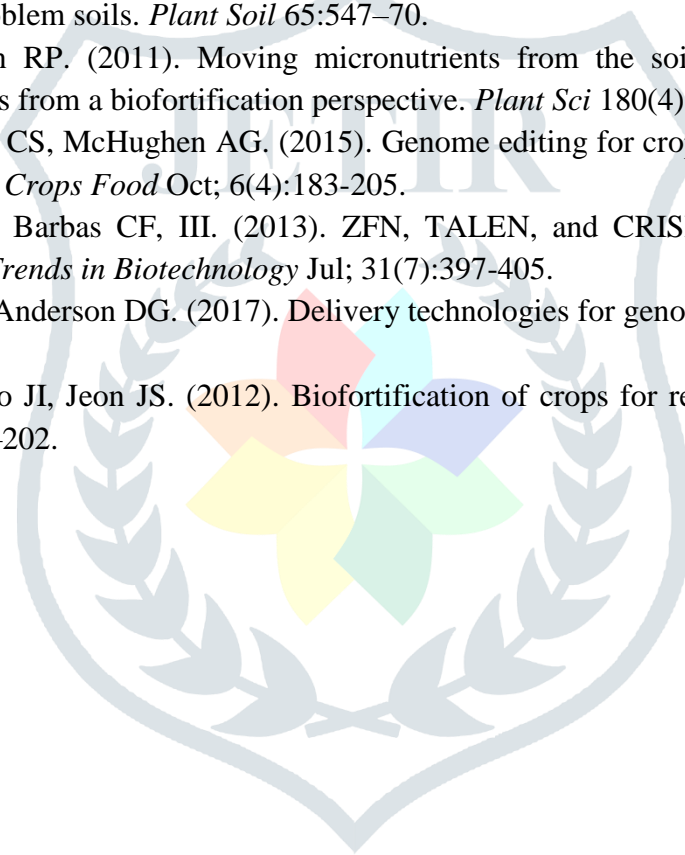 oblem soils. Plant Soil 65:547–70.
n RP. (2011). Moving micronutrients from the soi
s from a biofortification perspective. Plant Sci 180(4)
CS, McHughen AG. (2015). Genome editing for crop
Crops Food Oct; 6(4):183-205.
Barbas CF, III. (2013). ZFN, TALEN, and CRIS
Trends in Biotechnology Jul; 31(7):397-405.
Anderson DG. (2017). Delivery technologies for geno
o JI, Jeon JS. (2012). Biofortification of crops for re
–202.
JETIR